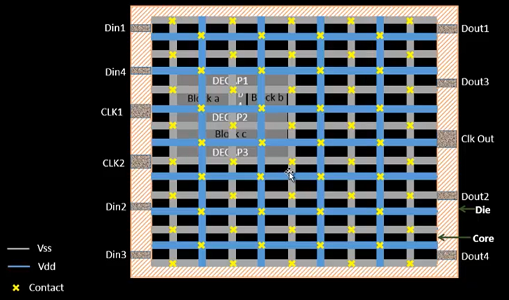 Din1
Dout1
Din4
DECAP1
Dout3
Block a
Block b
CLK1
DECAP2
Block c
Clk Out
DECAP3
CLK2
Dout2
Din2
Die
Core
Vss
Din3
Dout4
Vdd
Contact